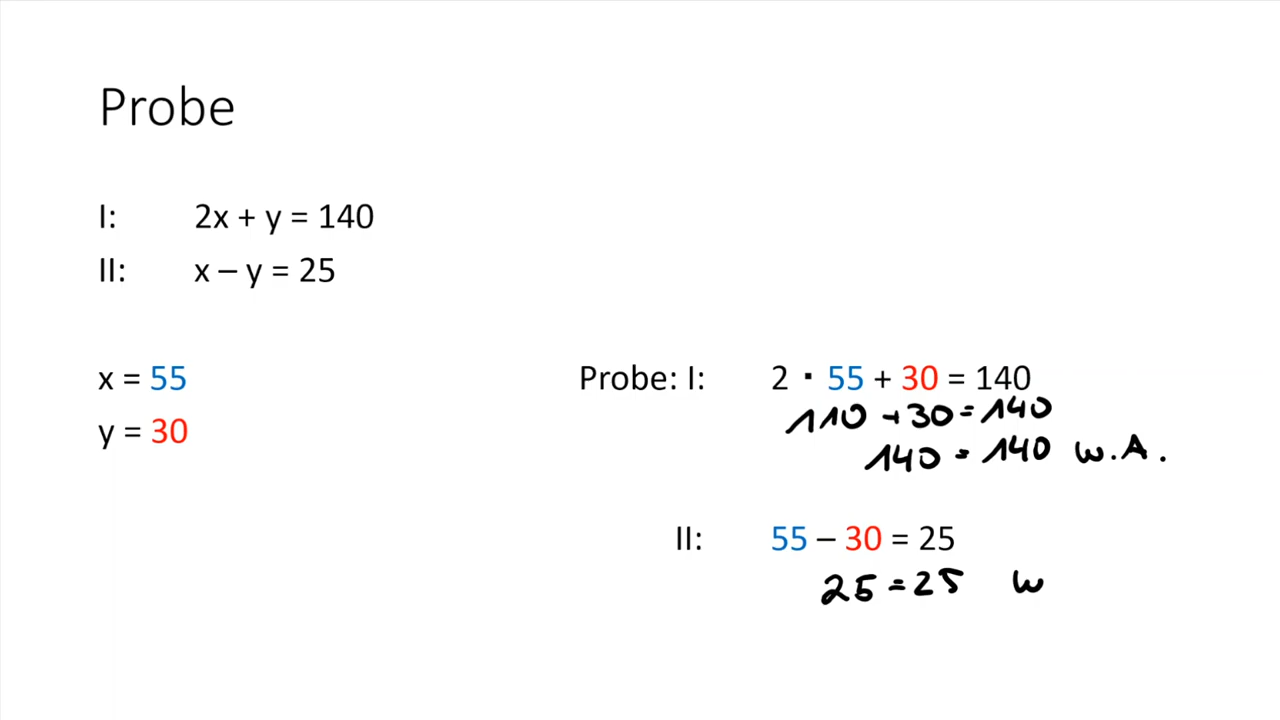 Probe
I: 2x + y = 140
II: x – y = 25
x = 55
Probe: I: 2 · 55 + 30 = 140
y = 30
110 + 30 = 140
140 = 140 w.A.
II: 55 – 30 = 25
25 = 25 w